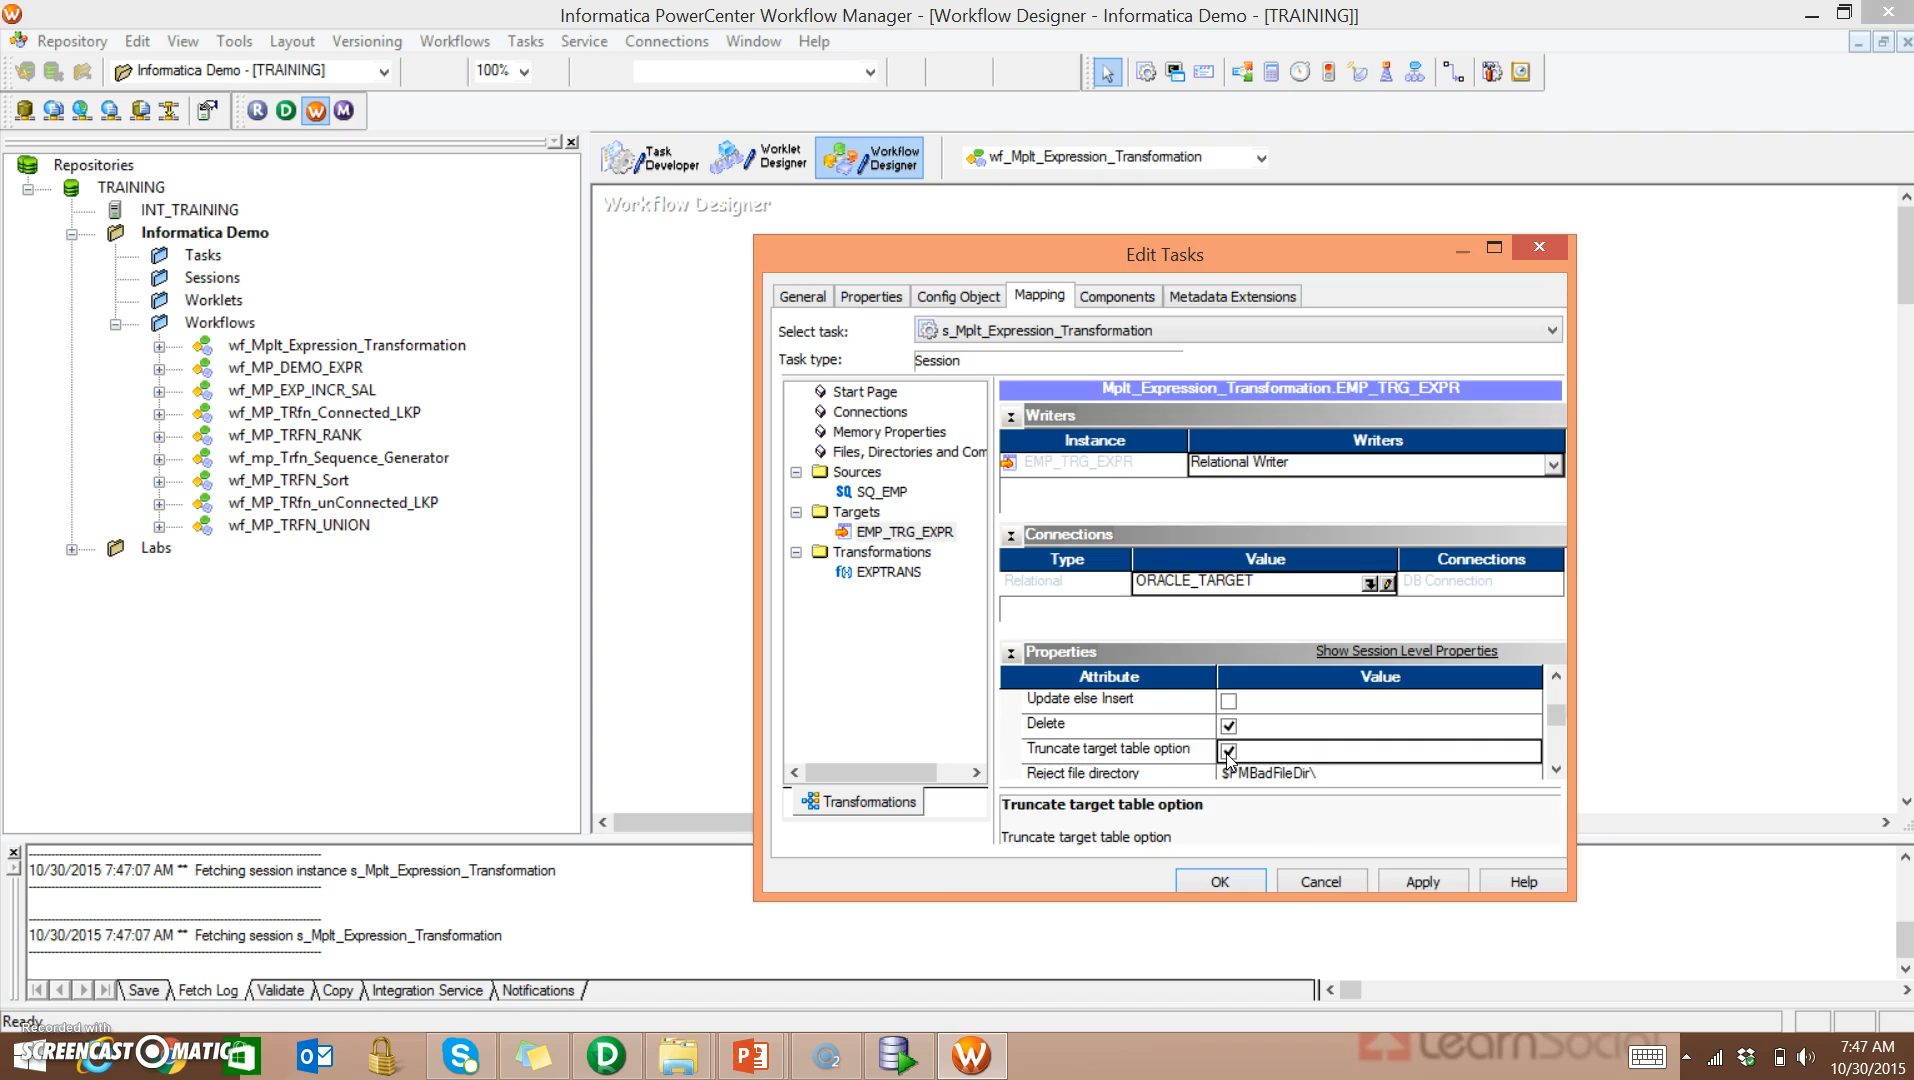 Informatica PowerCenter Workflow Manager - [Workflow Designer - Informatica Demo - [TRAINING]]
Repository Edit View Tools Layout Versioning Workflows Tasks Service Connections Window Help
Informatica Demo - [TRAINING] 100%
R D W M
Repositories
TRAINING
INT_TRAINING
Informatica Demo
Tasks
Sessions
Worklets
Workflows
wf_Mplt_Expression_Transformation
wf_MP_DEMO_EXPR
wf_MP_EXP_INCR_SAL
wf_MP_TRfn_Connected_LKP
wf_MP_TRFN_RANK
wf_mp_Trfn_Sequence_Generator
wf_MP_TRFN_Sort
wf_MP_TRfn_unConnected_LKP
wf_MP_TRFN_UNION
Labs
Task Developer
Worklet Designer
Workflow Designer
wf_Mplt_Expression_Transformation
Workflow Designer
Edit Tasks
General Properties Config Object Mapping Components Metadata Extensions
Select task: s_Mplt_Expression_Transformation
Task type: Session
Start Page
Connections
Memory Properties
Files, Directories and Com
Sources
SQ SQ_EMP
Targets
EMP_TRG_EXPR
Transformations
f(x) EXPTRANS
Transformations
Mplt_Expression_Transformation.EMP_TRG_EXPR
Writers
Instance Writers
EMP_TRG_EXPR Relational Writer
Connections
Type Value Connections
Relational ORACLE_TARGET DB Connection
Properties Show Session Level Properties
Attribute Value
Update else Insert
Delete
Truncate target table option
Reject file directory $PMBadFileDir\
Truncate target table option
Truncate target table option
OK Cancel Apply Help
10/30/2015 7:47:07 AM ** Fetching session instance s_Mplt_Expression_Transformation
10/30/2015 7:47:07 AM ** Fetching session s_Mplt_Expression_Transformation
Save Fetch Log Validate Copy Integration Service Notifications
Ready
Recorded with
SCREENCAST-O-MATIC
LearnSocial
7:47 AM
10/30/2015